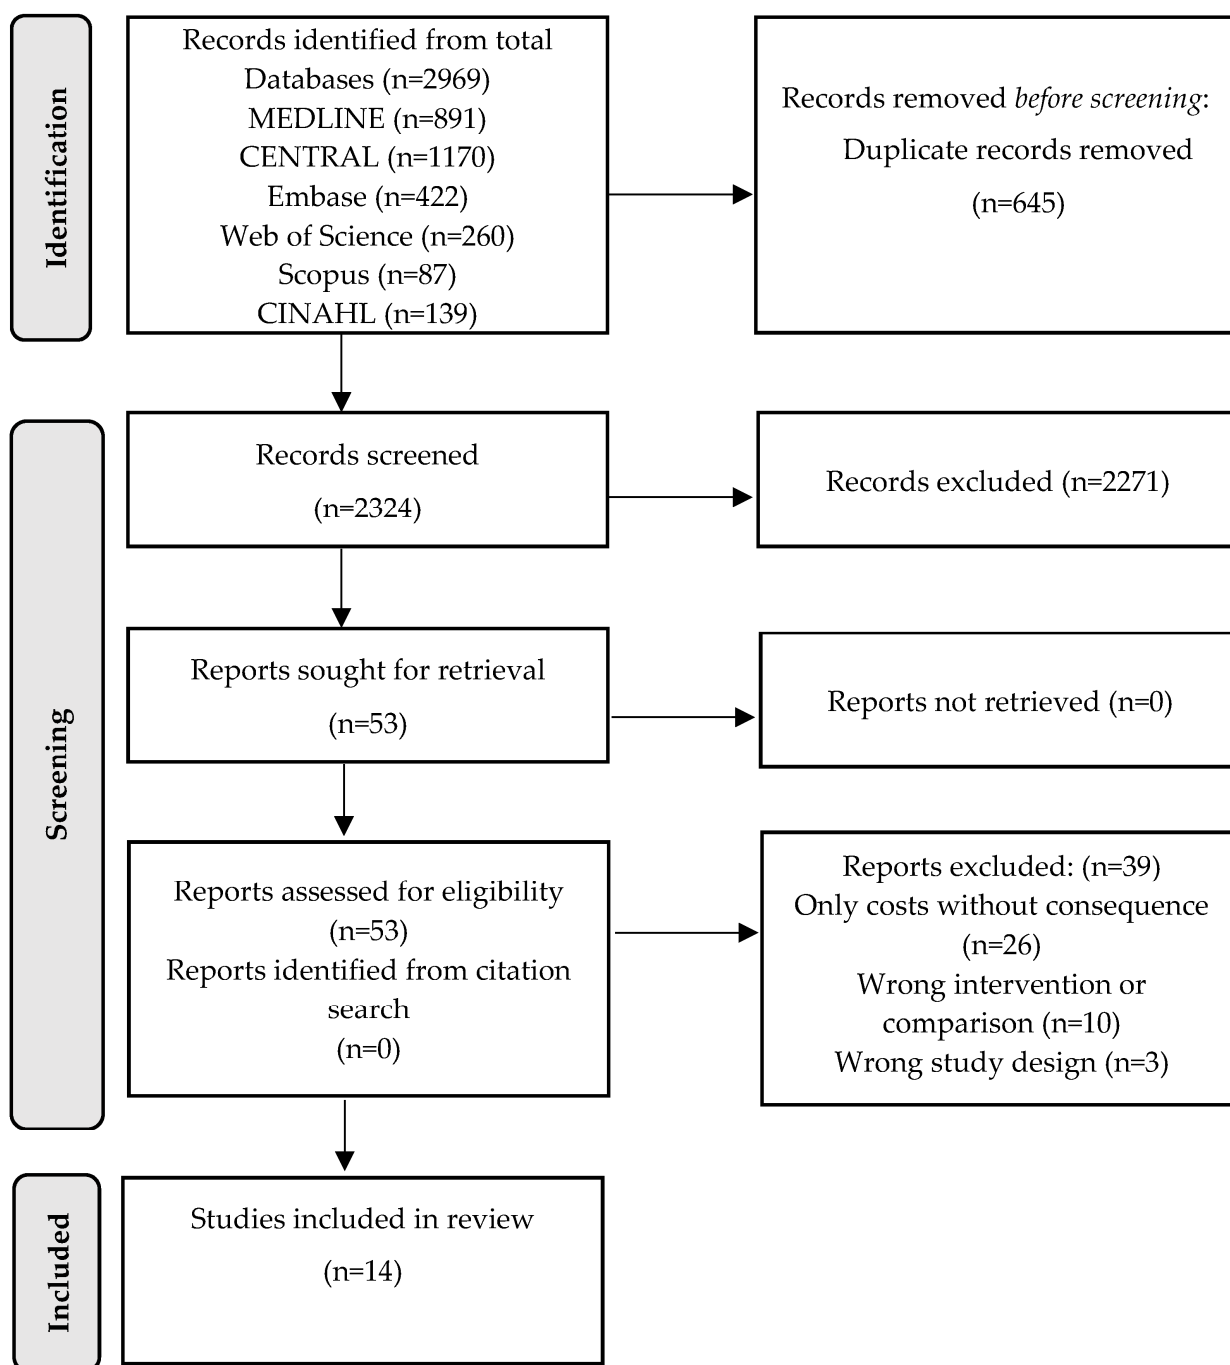 Identification
Records identified from total
Databases (n=2969)
MEDLINE (n=891)
CENTRAL (n=1170)
Embase (n=422)
Web of Science (n=260)
Scopus (n=87)
CINAHL (n=139)
Records removed before screening:
Duplicate records removed
(n=645)
Screening
Records screened
(n=2324)
Records excluded (n=2271)
Reports sought for retrieval
(n=53)
Reports not retrieved (n=0)
Reports assessed for eligibility
(n=53)
Reports identified from citation
search
(n=0)
Reports excluded: (n=39)
Only costs without consequence
(n=26)
Wrong intervention or
comparison (n=10)
Wrong study design (n=3)
Included
Studies included in review
(n=14)